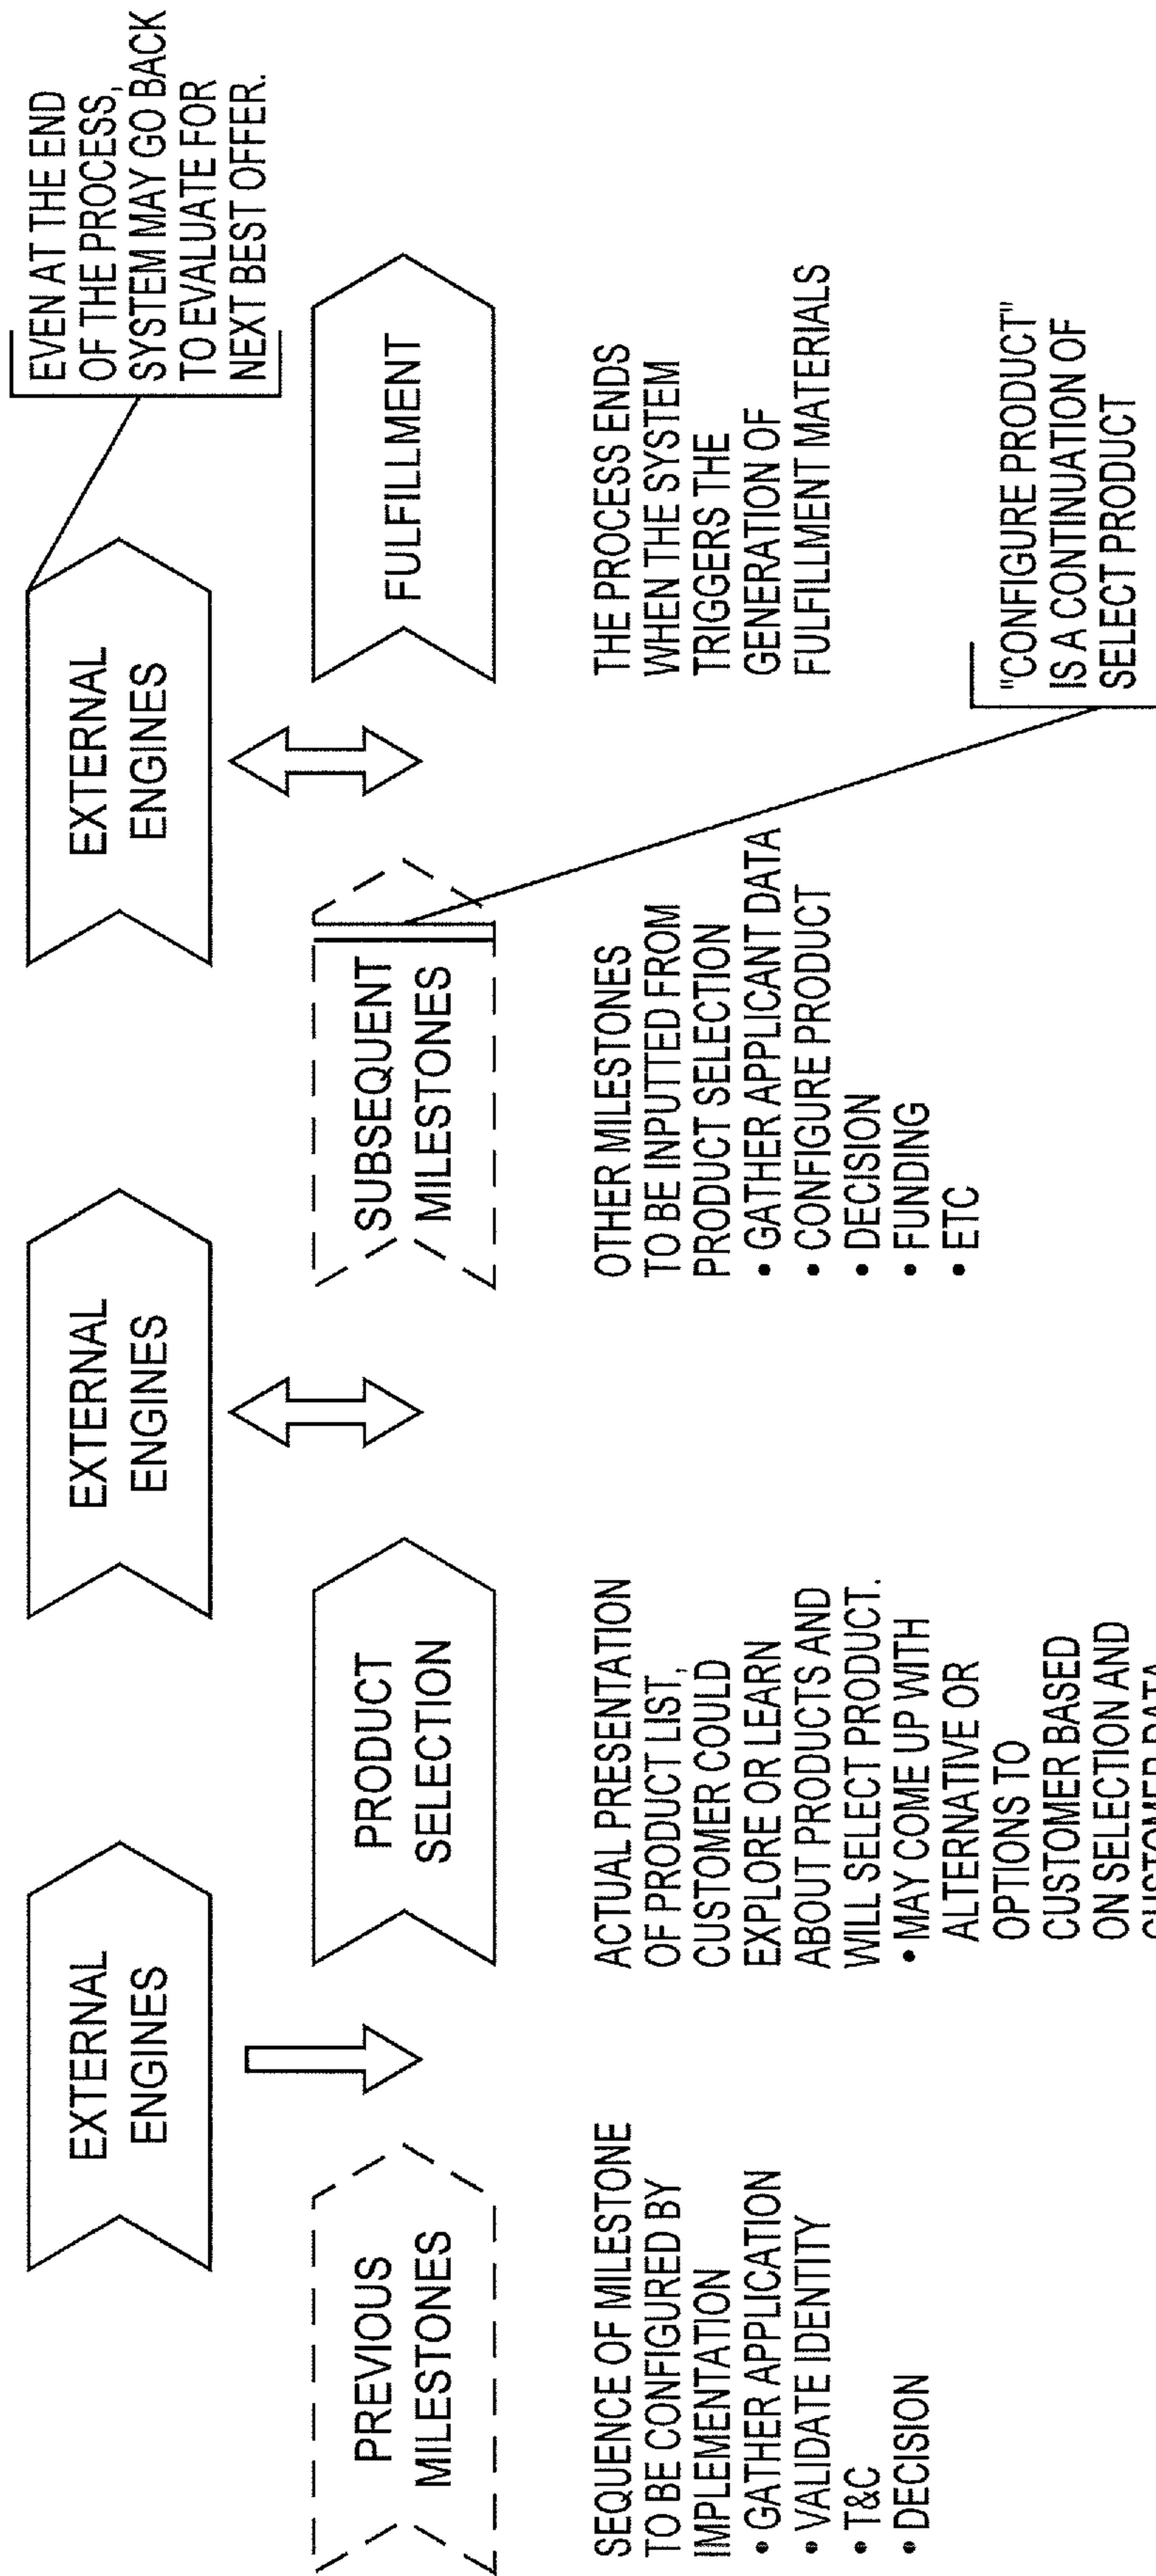 EXTERNAL
ENGINES
EXTERNAL
ENGINES
EXTERNAL
ENGINES
EVEN AT THE END
OF THE PROCESS,
SYSTEM MAY GO BACK
TO EVALUATE FOR
NEXT BEST OFFER.
PREVIOUS
MILESTONES
PRODUCT
SELECTION
SUBSEQUENT
MILESTONES
FULFILLMENT
SEQUENCE OF MILESTONE
TO BE CONFIGURED BY
IMPLEMENTATION
• GATHER APPLICATION
• VALIDATE IDENTITY
• T&C
• DECISION
ACTUAL PRESENTATION
OF PRODUCT LIST,
CUSTOMER COULD
EXPLORE OR LEARN
ABOUT PRODUCTS AND
WILL SELECT PRODUCT.
• MAY COME UP WITH
ALTERNATIVE OR
OPTIONS TO
CUSTOMER BASED
ON SELECTION AND
CUSTOMER DATA
OTHER MILESTONES
TO BE INPUTTED FROM
PRODUCT SELECTION
• GATHER APPLICANT DATA
• CONFIGURE PRODUCT
• DECISION
• FUNDING
• ETC
THE PROCESS ENDS
WHEN THE SYSTEM
TRIGGERS THE
GENERATION OF
FULFILLMENT MATERIALS
"CONFIGURE PRODUCT"
IS A CONTINUATION OF
SELECT PRODUCT